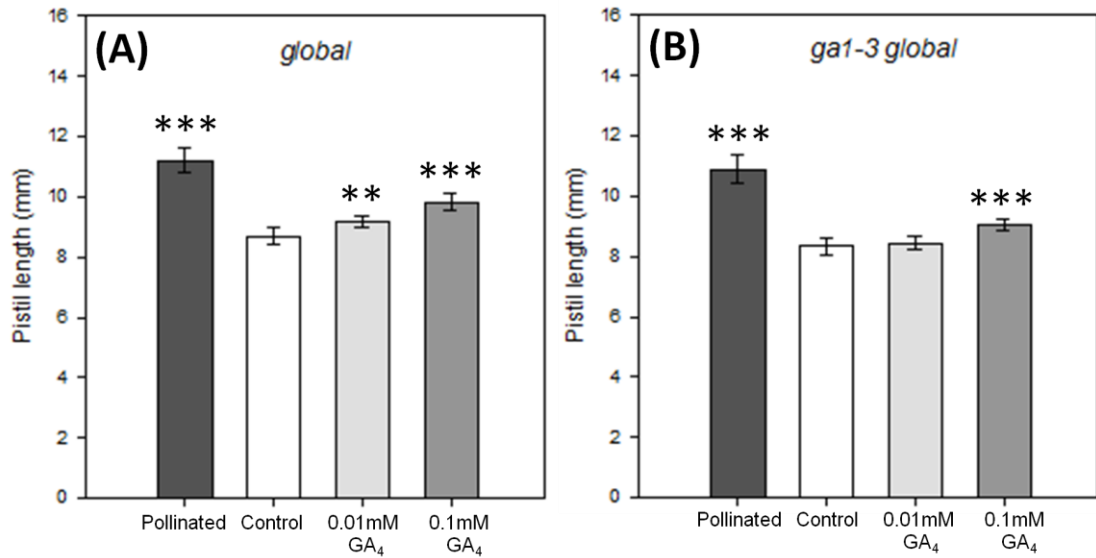 (A)
global
Pistil length (mm)
16
14
12
10
8
6
4
2
0
***
**
***
Pollinated
Control
0.01mM
GA₄
0.1mM
GA₄
(B)
ga1-3 global
Pistil length (mm)
16
14
12
10
8
6
4
2
0
***
***
Pollinated
Control
0.01mM
GA₄
0.1mM
GA₄